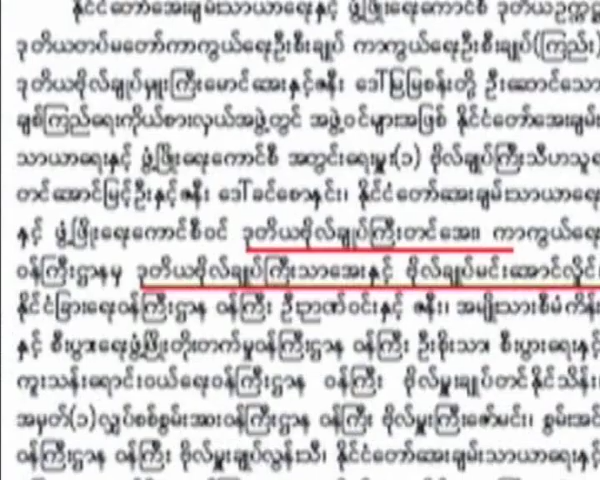 နိုင်ငံတော်အေးချမ်းသာယာရေးနှင့် ဖွံ့ဖြိုးရေးကောင်စီ ဒုတိယဥက္ကဋ္ဌ
ဒုတိယတပ်မတော်ကာကွယ်ရေးဦးစီးချုပ် ကာကွယ်ရေးဦးစီးချုပ်(ကြည်း)
ဒုတိယဗိုလ်ချုပ်မှူးကြီးမောင်အေးနှင့်ဇနီး ဒေါ်မြမြစန်းတို့ ဦးဆောင်သော
ချစ်ကြည်ရေးကိုယ်စားလှယ်အဖွဲ့တွင် အဖွဲ့ဝင်များအဖြစ် နိုင်ငံတော်အေးချမ်း
သာယာရေးနှင့် ဖွံ့ဖြိုးရေးကောင်စီ အတွင်းရေးမှူး(၁) ဗိုလ်ချုပ်ကြီးသီဟသူရ
တင်အောင်မြင့်ဦးနှင့်ဇနီး ဒေါ်ခင်စောနှင်း၊ နိုင်ငံတော်အေးချမ်းသာယာရေး
နှင့် ဖွံ့ဖြိုးရေးကောင်စီဝင် ဒုတိယဗိုလ်ချုပ်ကြီးတင်အေး၊ ကာကွယ်ရေး
ဝန်ကြီးဌာနမှ ဒုတိယဗိုလ်ချုပ်ကြီးသာအေးနှင့် ဗိုလ်ချုပ်မင်းအောင်လှိုင်၊
နိုင်ငံခြားရေးဝန်ကြီးဌာန ဝန်ကြီး ဦးဉာဏ်ဝင်းနှင့် ဇနီး၊ အမျိုးသားစီမံကိန်း
နှင့် စီးပွားရေးဖွံ့ဖြိုးတိုးတက်မှုဝန်ကြီးဌာန ဝန်ကြီး ဦးစိုးသာ၊ စီးပွားရေးနှင့်
ကူးသန်းရောင်းဝယ်ရေးဝန်ကြီးဌာန ဝန်ကြီး ဗိုလ်မှူးချုပ်တင်နိုင်သိန်း၊
အမှတ်(၁)လျှပ်စစ်စွမ်းအားဝန်ကြီးဌာန ဝန်ကြီး ဗိုလ်မှူးကြီးဇော်မင်း၊ စွမ်းအင်
ဝန်ကြီးဌာန ဝန်ကြီး ဗိုလ်မှူးချုပ်လွန်းသီ၊ နိုင်ငံတော်အေးချမ်းသာယာရေးနှင့်